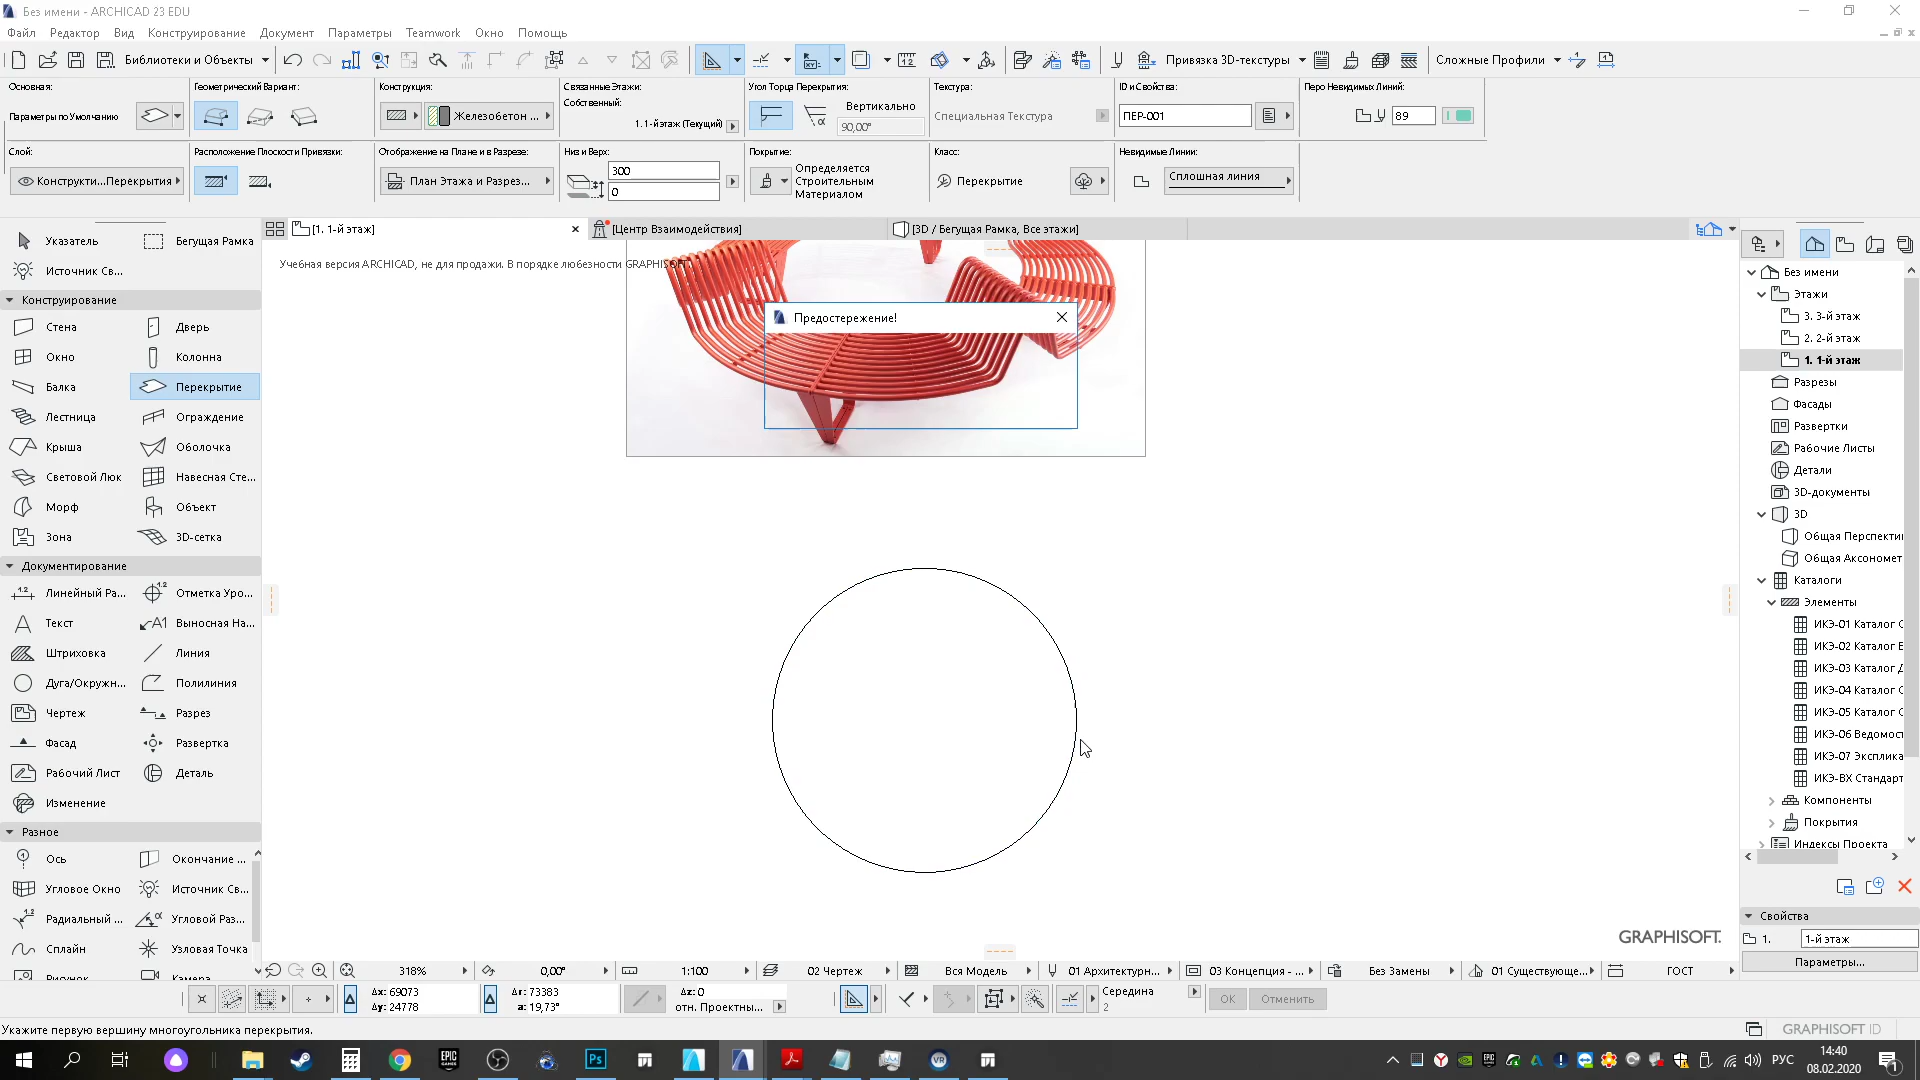 Без имени - ARCHICAD 23 EDU
Файл Редактор Вид Конструирование Документ Параметры Teamwork Окно Помощь
Библиотеки и Объекты
Привязка 3D-текстуры
Сложные Профили
Основная:
Параметры по Умолчанию
Геометрический Вариант:
Конструкция:
Железобетон ...
Связанные Этажи:
Собственный:
1. 1-й этаж (Текущий)
Угол Торца Перекрытия:
Вертикально
90,00°
Текстура:
Специальная Текстура
ID и Свойства:
ПЕР-001
Перо Невидимых Линий:
89
Слой:
Конструкти...Перекрытия
Расположение Плоскости Привязки:
Отображение на Плане и в Разрезе:
План Этажа и Разрез...
Низ и Верх:
300
0
Покрытие:
Определяется
Строительным
Материалом
Класс:
Перекрытие
Невидимые Линии:
Сплошная линия
[1. 1-й этаж]
[Центр Взаимодействия]
[3D / Бегущая Рамка, Все этажи]
Учебная версия ARCHICAD, не для продажи. В порядке любезности GRAPHISOFT.
Предостережение!
Указатель
Бегущая Рамка
Источник Св...
Конструирование
Стена
Дверь
Окно
Колонна
Балка
Перекрытие
Лестница
Ограждение
Крыша
Оболочка
Световой Люк
Навесная Сте...
Морф
Объект
Зона
3D-сетка
Документирование
Линейный Ра...
Отметка Уро...
Текст
Выносная На...
Штриховка
Линия
Дуга/Окружн...
Полилиния
Чертеж
Разрез
Фасад
Развертка
Рабочий Лист
Деталь
Изменение
Разное
Ось
Окончание ...
Угловое Окно
Источник Св...
Радиальный ...
Угловой Раз...
Сплайн
Узловая Точка
Рисунок
Камера
Без имени
Этажи
3. 3-й этаж
2. 2-й этаж
1. 1-й этаж
Разрезы
Фасады
Развертки
Рабочие Листы
Детали
3D-документы
3D
Общая Перспекти
Общая Аксономет
Каталоги
Элементы
ИКЭ-01 Каталог С
ИКЭ-02 Каталог Е
ИКЭ-03 Каталог Д
ИКЭ-04 Каталог С
ИКЭ-05 Каталог С
ИКЭ-06 Ведомост
ИКЭ-07 Эксплика
ИКЭ-ВХ Стандарт
Компоненты
Покрытия
Индексы Проекта
Свойства
1.
1-й этаж
Параметры...
GRAPHISOFT.
318%
0,00°
1:100
02 Чертеж
Вся Модель
01 Архитектурн...
03 Концепция - ...
Без Замены
01 Существующе...
ГОСТ
Δx: 69073
Δy: 24778
Δr: 73383
a: 19,73°
Δz: 0
отн. Проектны...
Середина
2
OK
Отменить
Укажите первую вершину многоугольника перекрытия.
GRAPHISOFT ID
EPIC GAMES
Ps
VR
РУС
14:40
08.02.2020
1